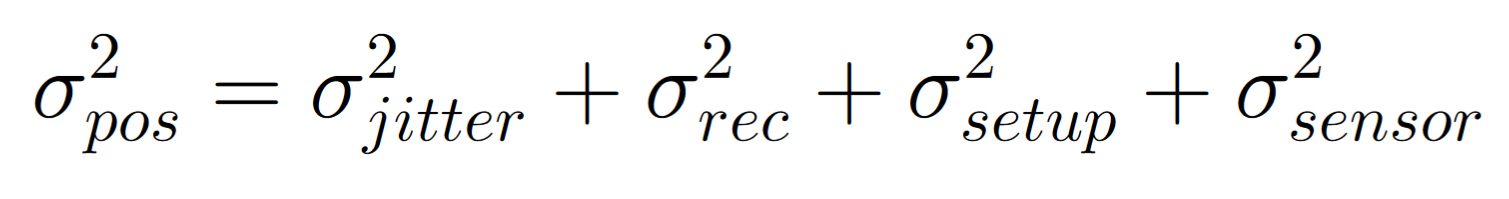 σ²_pos = σ²_jitter + σ²_rec + σ²_setup + σ²_sensor